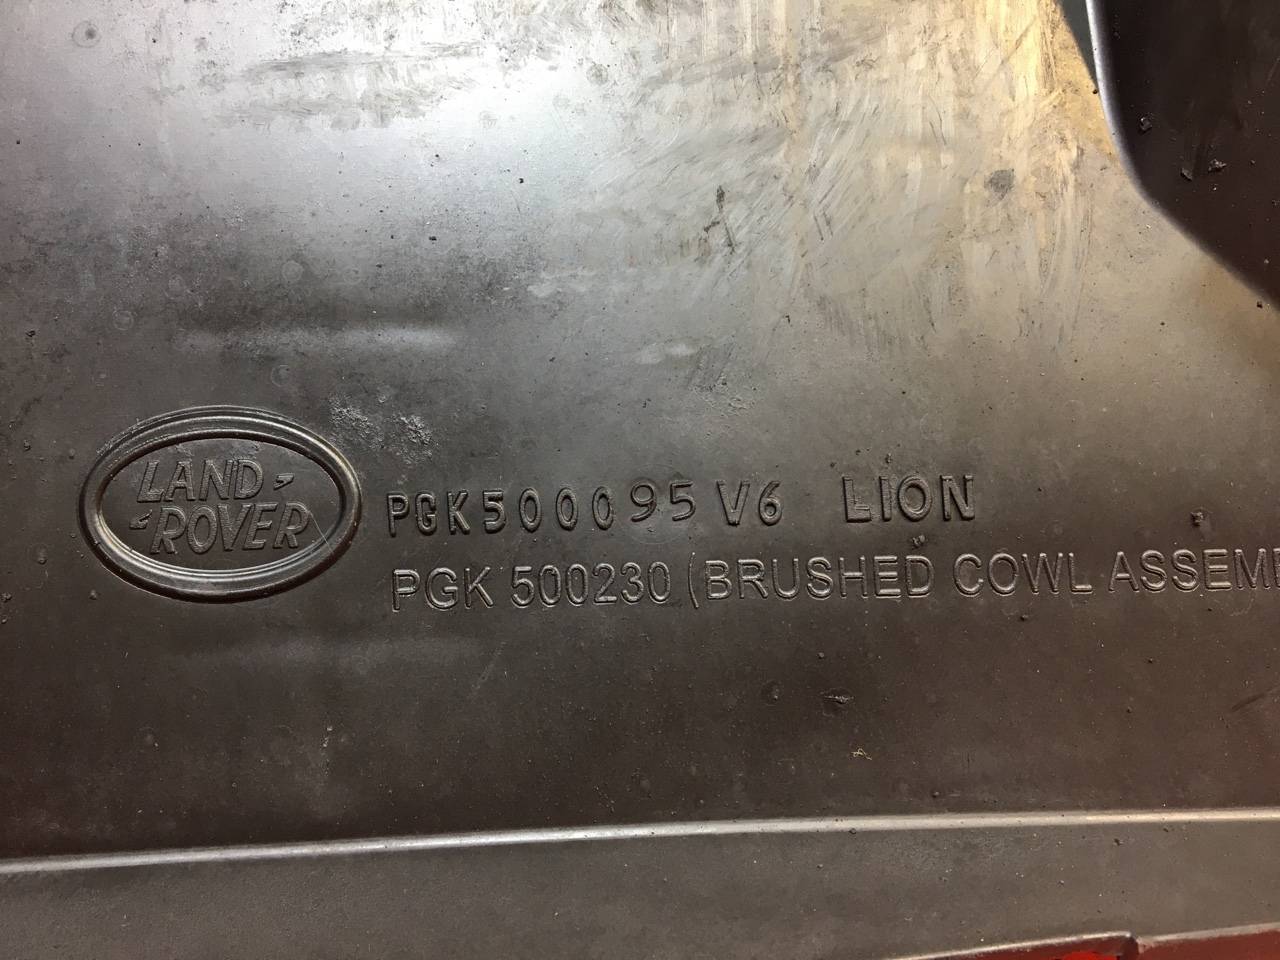 LAND
ROVER
PGK500095 V6 LION
PGK 500230 (BRUSHED COWL